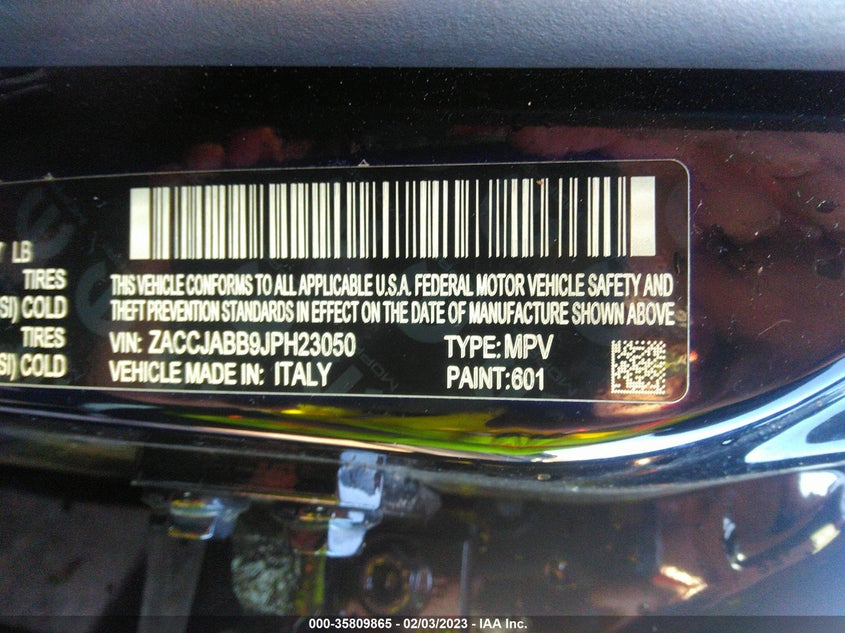 LB
TIRES
SI) COLD
TIRES
SI) COLD
THIS VEHICLE CONFORMS TO ALL APPLICABLE U.S.A. FEDERAL MOTOR VEHICLE SAFETY AND
THEFT PREVENTION STANDARDS IN EFFECT ON THE DATE OF MANUFACTURE SHOWN ABOVE
VIN: ZACCJABB9JPH23050 TYPE: MPV
VEHICLE MADE IN: ITALY PAINT:601
000-35809865 - 02/03/2023 - IAA Inc.